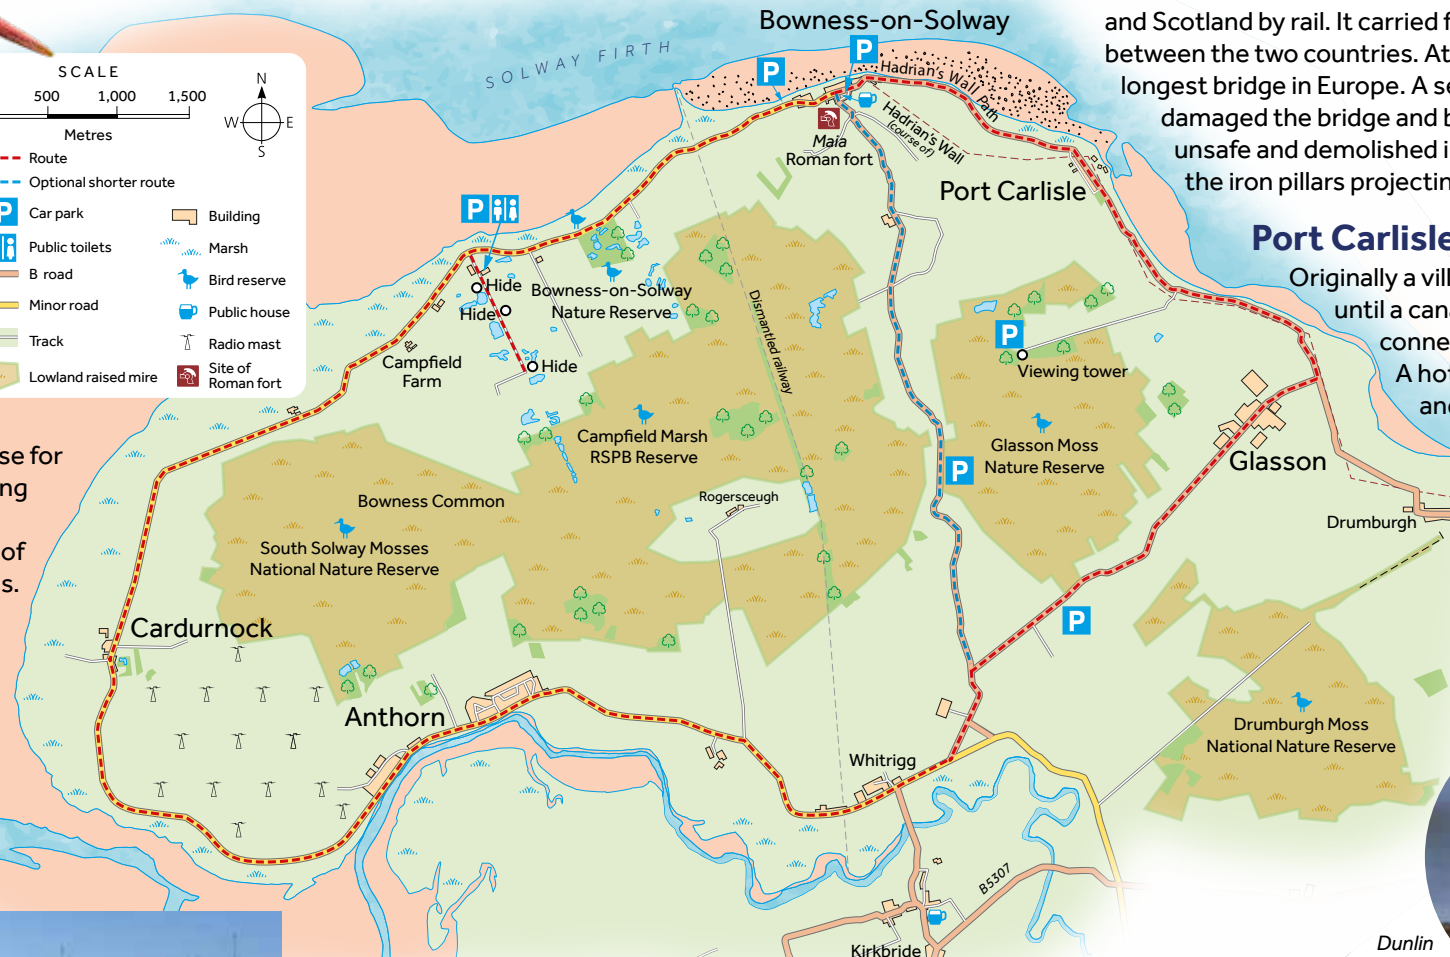 Bowness-on-Solway
SOLWAY FIRTH
and Scotland by rail. It carried f
between the two countries. At
longest bridge in Europe. A se
damaged the bridge and b
unsafe and demolished i
the iron pillars projectin
Port Carlisle
Originally a vill
until a cana
conne
A hot
and
SCALE
500 1,000 1,500
Metres
N
W E
S
Route
Optional shorter route
P Car park
Building
Public toilets
Marsh
B road
Bird reserve
Minor road
Public house
Track
Radio mast
Lowland raised mire
Site of
Roman fort
P
P
Hadrian's Wall Path
Hadrian's Wall
(course of)
Maia
Roman fort
Port Carlisle
P
Hide
Hide
Hide
Bowness-on-Solway
Nature Reserve
Dismantled railway
Campfield
Farm
P
Viewing tower
Campfield Marsh
RSPB Reserve
Glasson Moss
Nature Reserve
P
Glasson
Rogersceugh
Drumburgh
Bowness Common
South Solway Mosses
National Nature Reserve
se for
ng
of
s.
Cardurnock
P
Anthorn
Whitrigg
Drumburgh Moss
National Nature Reserve
B5307
Kirkbride
Dunlin